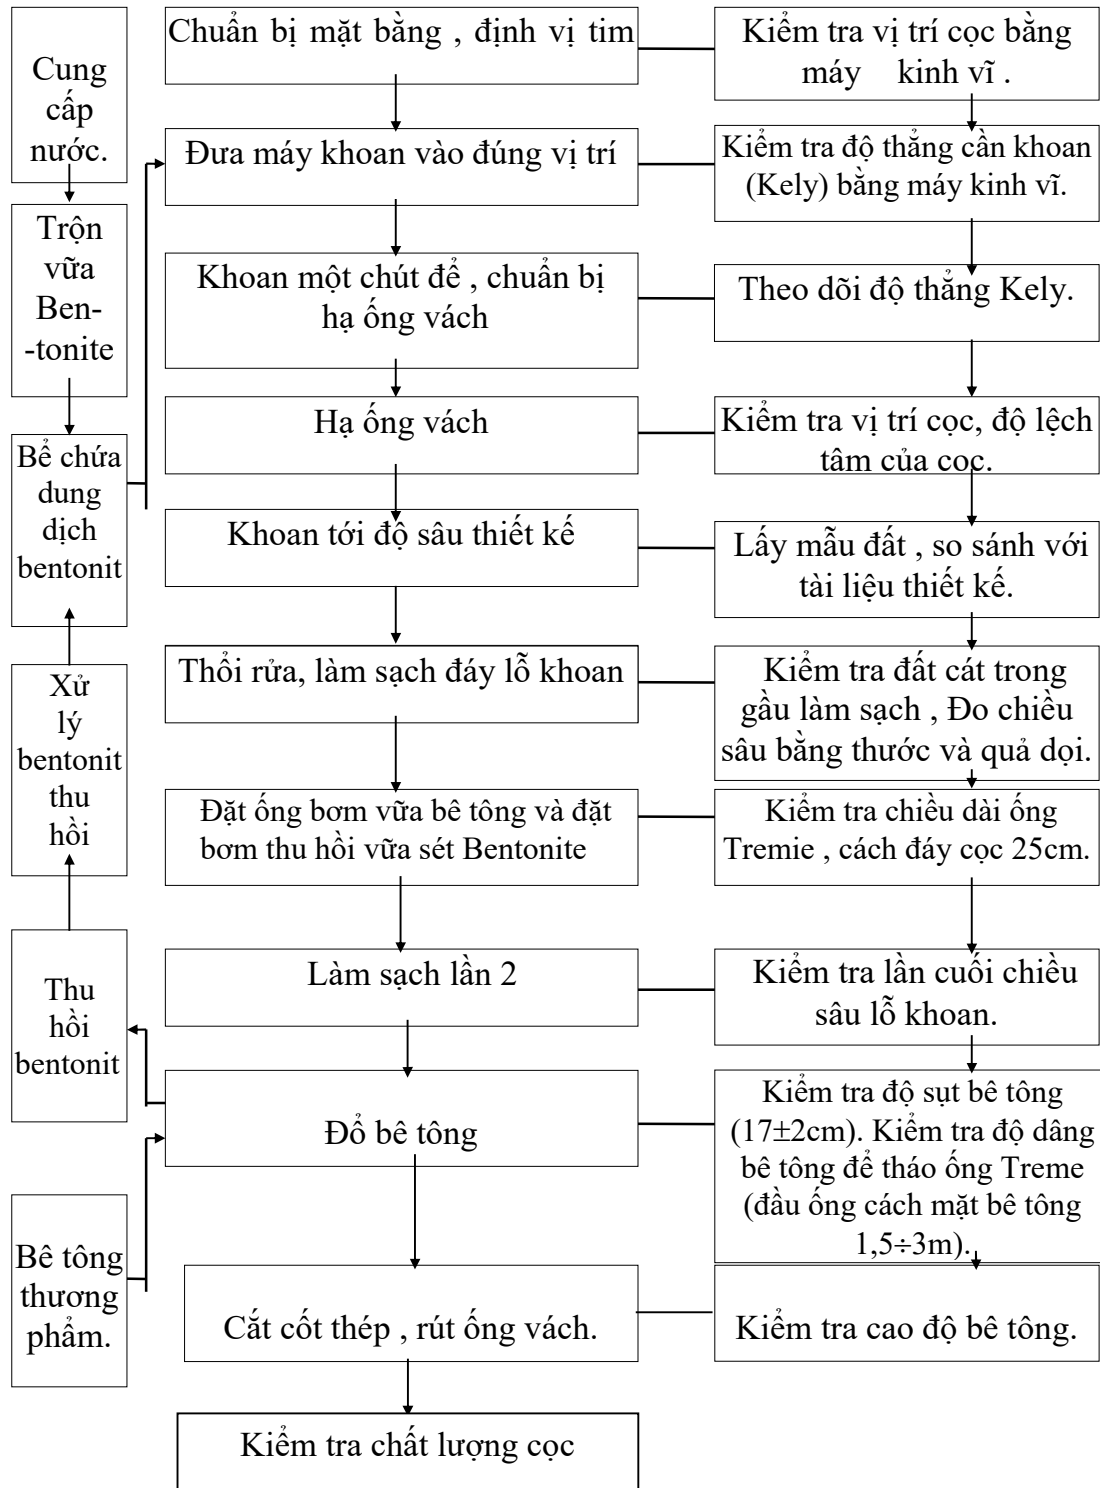 Cung
cấp
nước.
Trộn
vữa
Ben-
-tonite
Bể chứa
dung
dịch
bentonit
Xử
lý
bentonit
thu
hồi
Thu
hồi
bentonit
Bê tông
thương
phẩm.
Chuẩn bị mặt bằng , định vị tim
Đưa máy khoan vào đúng vị trí
Khoan một chút để , chuẩn bị
hạ ống vách
Hạ ống vách
Khoan tới độ sâu thiết kế
Thổi rửa, làm sạch đáy lỗ khoan
Đặt ống bơm vữa bê tông và đặt
bơm thu hồi vữa sét Bentonite
Làm sạch lần 2
Đổ bê tông
Cắt cốt thép , rút ống vách.
Kiểm tra chất lượng cọc
Kiểm tra vị trí cọc bằng
máy kinh vĩ .
Kiểm tra độ thẳng cần khoan
(Kely) bằng máy kinh vĩ.
Theo dõi độ thẳng Kely.
Kiểm tra vị trí cọc, độ lệch
tâm của cọc.
Lấy mẫu đất , so sánh với
tài liệu thiết kế.
Kiểm tra đất cát trong
gầu làm sạch , Đo chiều
sâu bằng thước và quả dọi.
Kiểm tra chiều dài ống
Tremie , cách đáy cọc 25cm.
Kiểm tra lần cuối chiều
sâu lỗ khoan.
Kiểm tra độ sụt bê tông
(17±2cm). Kiểm tra độ dâng
bê tông để tháo ống Treme
(đầu ống cách mặt bê tông
1,5÷3m).
Kiểm tra cao độ bê tông.